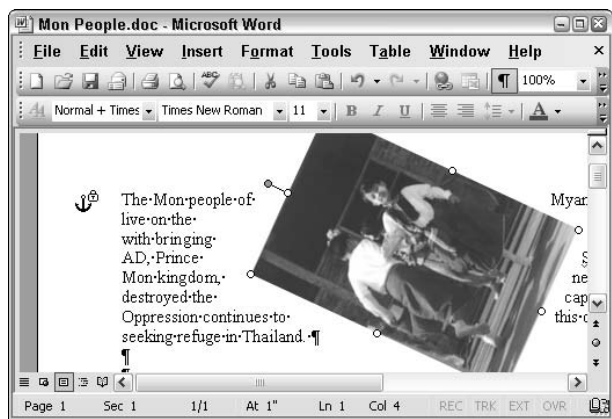 Mon People.doc - Microsoft Word
File Edit View Insert Format Tools Table Window Help ×
¶ 100%
Normal + Times Times New Roman 11 B I U A
The·Mon·people·of· Myan
live·on·the·
with·bringing·
AD,·Prince· S
Mon·kingdom,· ne
destroyed·the· cap
Oppression·continues·to· this·c
seeking·refuge·in·Thailand.·¶
¶
Page 1 Sec 1 1/1 At 1" Ln 1 Col 4 REC TRK EXT OVR